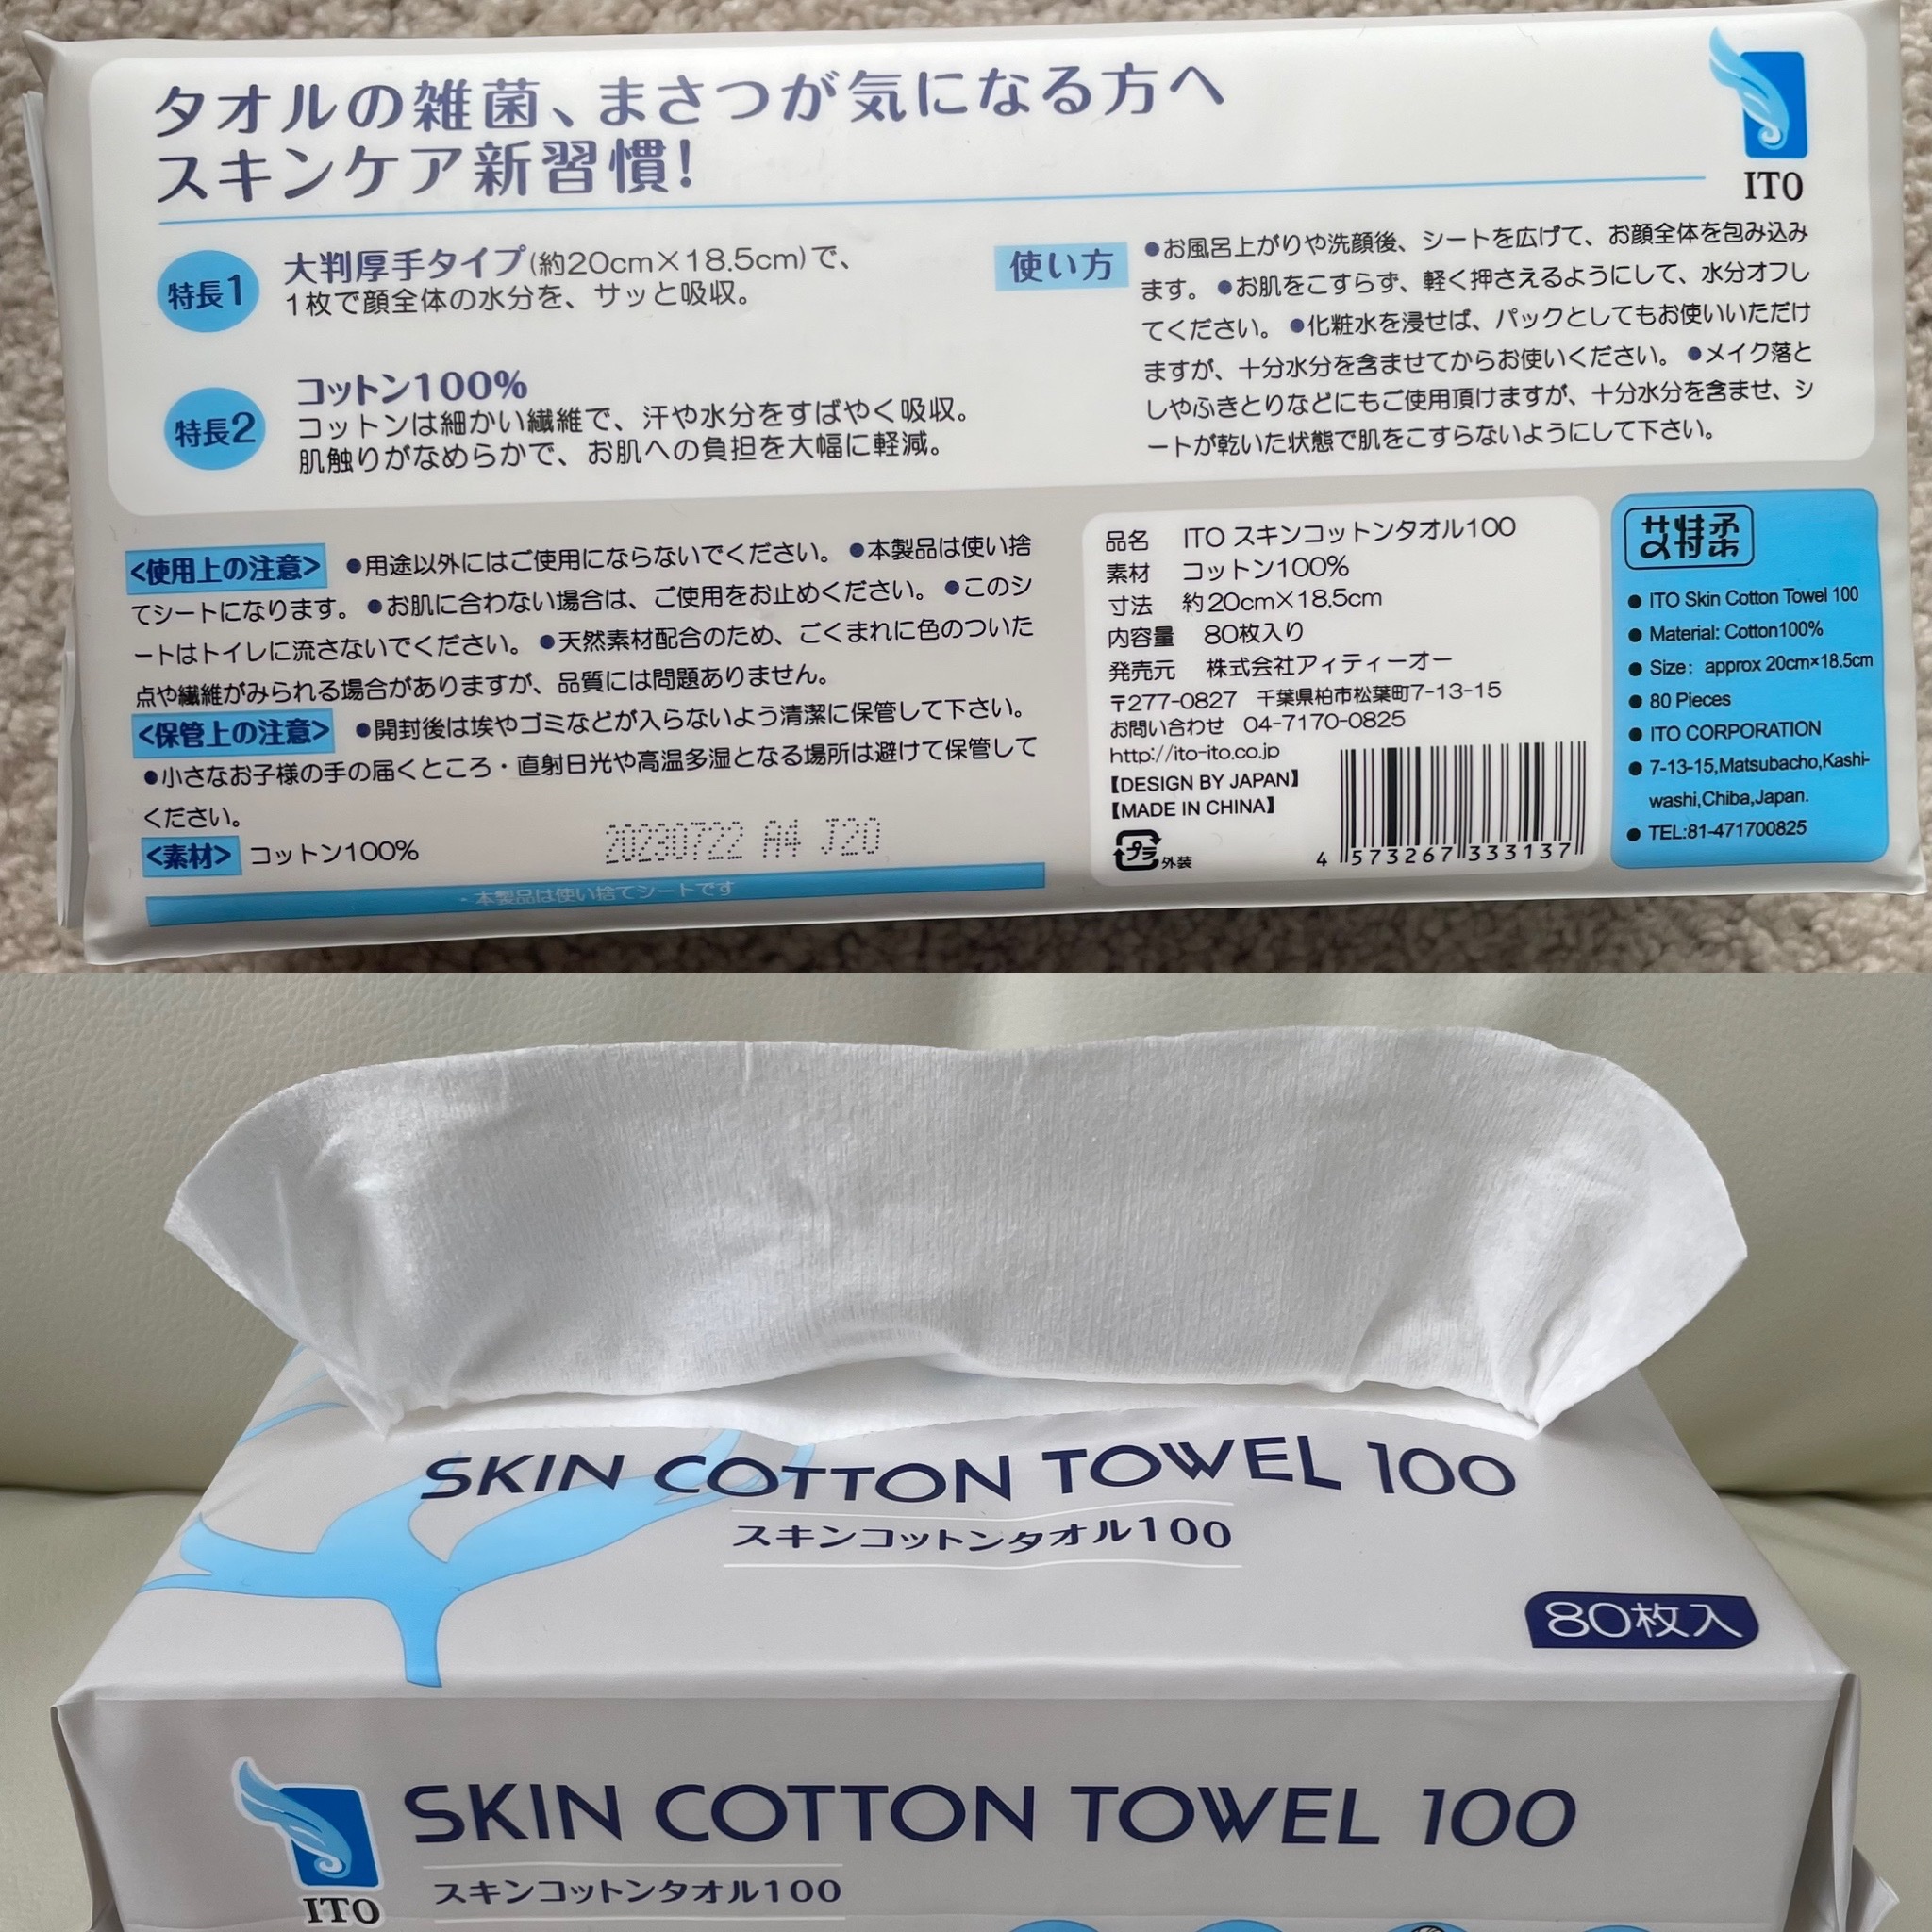 タオルの雑菌、まさつが気になる方へ
スキンケア新習慣!
ITO
特長1
大判厚手タイプ(約20cm×18.5cm)で、
1枚で顔全体の水分を、サッと吸収。
特長2
コットン100%
コットンは細かい繊維で、汗や水分をすばやく吸収。
肌触りがなめらかで、お肌への負担を大幅に軽減。
使い方
●お風呂上がりや洗顔後、シートを広げて、お顔全体を包み込み
ます。●お肌をこすらず、軽く押さえるようにして、水分オフし
てください。●化粧水を浸せば、パックとしてもお使いいただけ
ますが、十分水分を含ませてからお使いください。●メイク落と
しやふきとりなどにもご使用頂けますが、十分水分を含ませ、シ
ートが乾いた状態で肌をこすらないようにして下さい。
<使用上の注意> ●用途以外にはご使用にならないでください。●本製品は使い捨
てシートになります。●お肌に合わない場合は、ご使用をお止めください。●このシ
ートはトイレに流さないでください。●天然素材配合のため、ごくまれに色のついた
点や繊維がみられる場合がありますが、品質には問題ありません。
<保管上の注意> ●開封後は埃やゴミなどが入らないよう清潔に保管して下さい。
●小さなお子様の手の届くところ・直射日光や高温多湿となる場所は避けて保管して
ください。
<素材> コットン100%
20230722 A4 J20
・本製品は使い捨てシートです
品名 ITO スキンコットンタオル100
素材 コットン100%
寸法 約20cm×18.5cm
内容量 80枚入り
発売元 株式会社アィティーオー
〒277-0827 千葉県柏市松葉町7-13-15
お問い合わせ 04-7170-0825
http://ito-ito.co.jp
【DESIGN BY JAPAN】
【MADE IN CHINA】
プラ 外装
4 573267 333137
● ITO Skin Cotton Towel 100
● Material: Cotton100%
● Size: approx 20cm×18.5cm
● 80 Pieces
● ITO CORPORATION
● 7-13-15,Matsubacho,Kashi-
washi,Chiba,Japan.
● TEL:81-471700825
SKIN COTTON TOWEL 100
スキンコットンタオル100
80枚入
ITO
SKIN COTTON TOWEL 100
スキンコットンタオル100